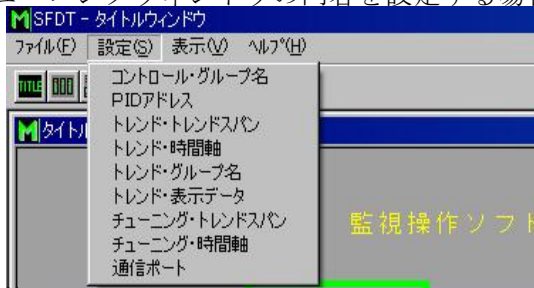 SFDT - タイトルウィンドウ
ファイル(F) 設定(S) 表示(V) ヘルプ(H)
TITLE
コントロール・グループ名
PIDアドレス
トレンド・トレンドスパン
トレンド・時間軸
トレンド・グループ名
トレンド・表示データ
チューニング・トレンドスパン
チューニング・時間軸
通信ポート
タイトル
監視操作ソフト